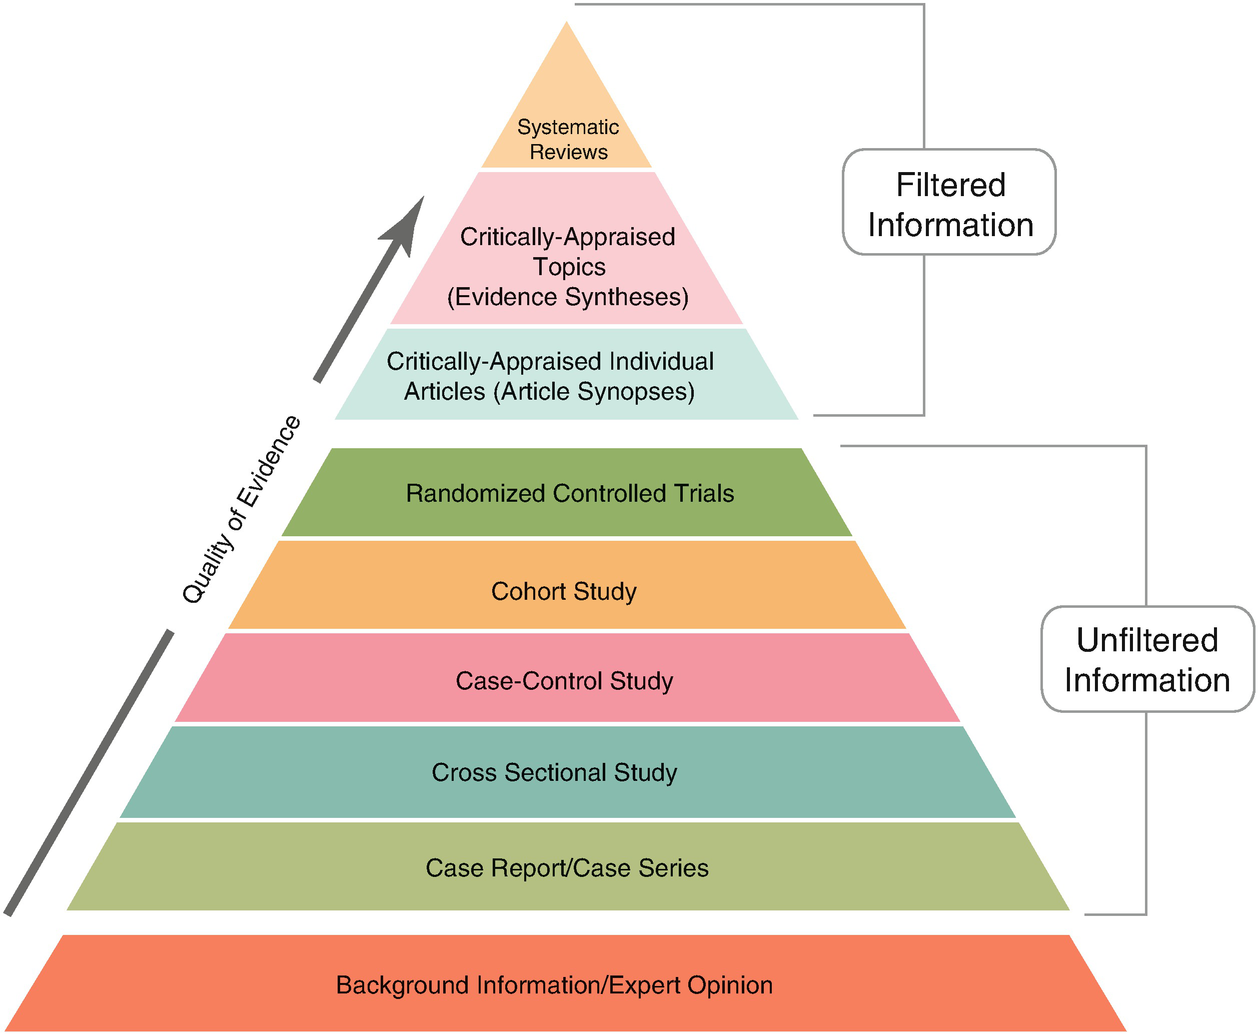 Systematic
Reviews
Filtered
Information
Critically-Appraised
Topics
(Evidence Syntheses)
Critically-Appraised Individual
Articles (Article Synopses)
Quality of Evidence
Randomized Controlled Trials
Cohort Study
Unfiltered
Information
Case-Control Study
Cross Sectional Study
Case Report/Case Series
Background Information/Expert Opinion